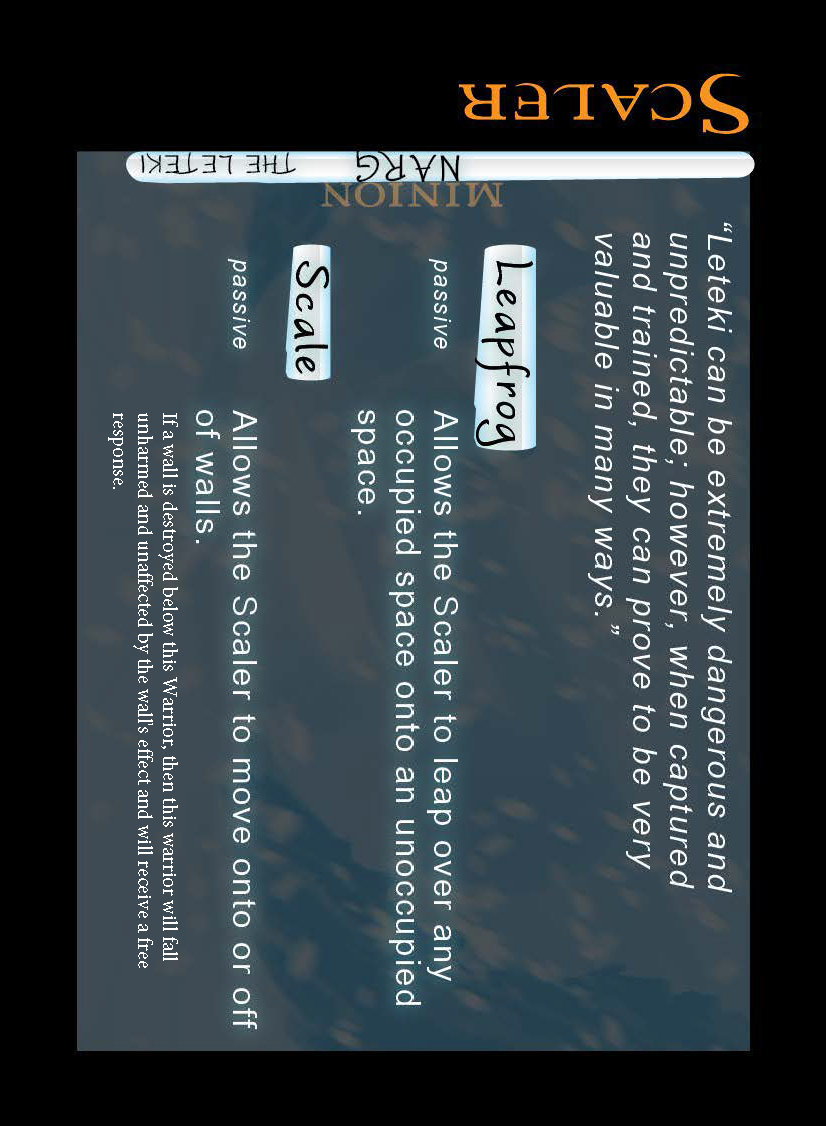 SCALER
NARG THE LETEKI
MINION
“Leteki can be extremely dangerous and
unpredictable; however, when captured
and trained, they can prove to be very
valuable in many ways.”
Leapfrog
passive
Allows the Scaler to leap over any
occupied space onto an unoccupied
space.
Scale
passive
Allows the Scaler to move onto or off
of walls.
If a wall is destroyed below this Warrior, then this warrior will fall
unharmed and unaffected by the wall's effect and will receive a free
response.